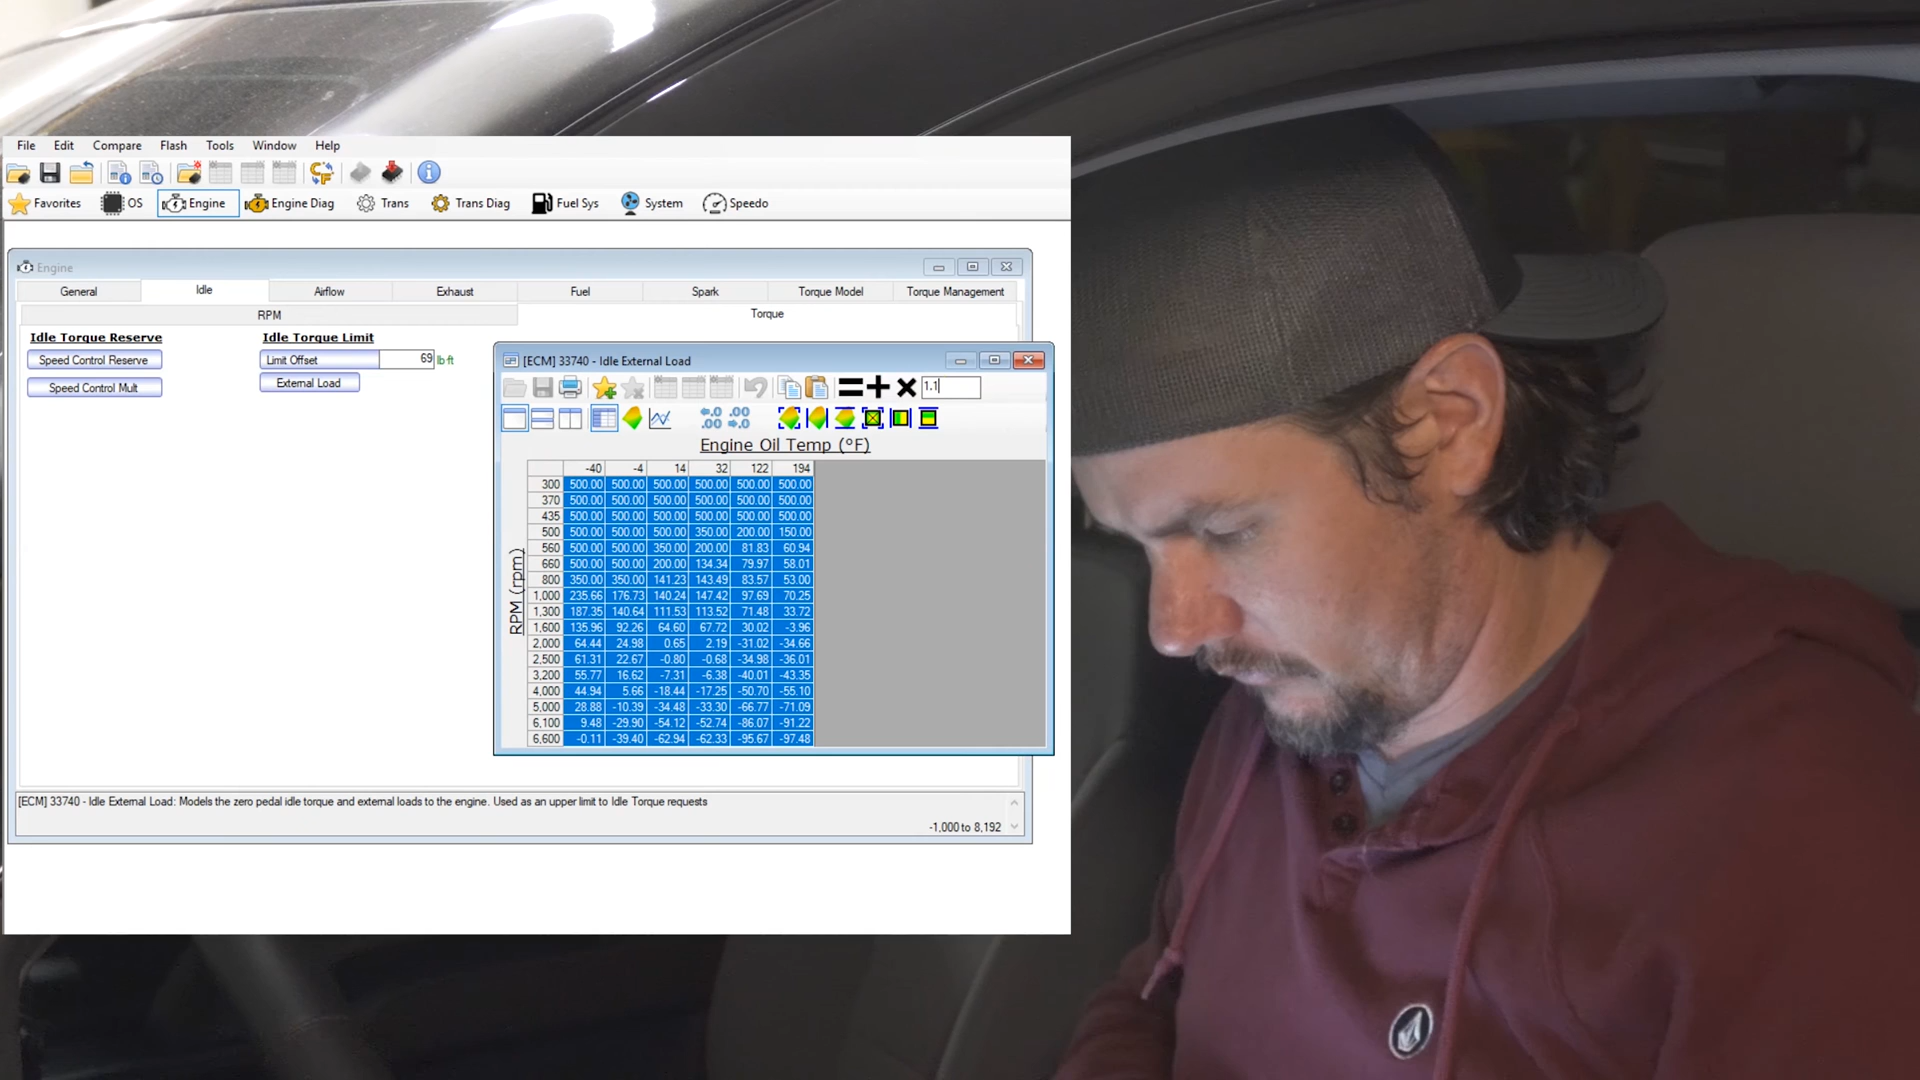 File Edit Compare Flash Tools Window Help
Favorites OS Engine Engine Diag Trans Trans Diag Fuel Sys System Speedo
Engine
General Idle Airflow Exhaust Fuel Spark Torque Model Torque Management
RPM Torque
Idle Torque Reserve Idle Torque Limit
Speed Control Reserve Limit Offset 69 lb·ft
Speed Control Mult External Load
[ECM] 33740 - Idle External Load
1.1
Engine Oil Temp (°F)
RPM (rpm)
-40 -4 14 32 122 194
300 500.00 500.00 500.00 500.00 500.00 500.00
370 500.00 500.00 500.00 500.00 500.00 500.00
435 500.00 500.00 500.00 500.00 500.00 500.00
500 500.00 500.00 500.00 350.00 200.00 150.00
560 500.00 500.00 350.00 200.00 81.83 60.94
660 500.00 500.00 200.00 134.34 79.97 58.01
800 350.00 350.00 141.23 143.49 83.57 53.00
1,000 235.66 176.73 140.24 147.42 97.69 70.25
1,300 187.35 140.64 111.53 113.52 71.48 33.72
1,600 135.96 92.26 64.60 67.72 30.02 -3.96
2,000 64.44 24.98 0.65 2.19 -31.02 -34.66
2,500 61.31 22.67 -0.80 -0.68 -34.98 -36.01
3,200 55.77 16.62 -7.31 -6.38 -40.01 -43.35
4,000 44.94 5.66 -18.44 -17.25 -50.70 -55.10
5,000 28.88 -10.39 -34.48 -33.30 -66.77 -71.09
6,100 9.48 -29.90 -54.12 -52.74 -86.07 -91.22
6,600 -0.11 -39.40 -62.94 -62.33 -95.67 -97.48
[ECM] 33740 - Idle External Load: Models the zero pedal idle torque and external loads to the engine. Used as an upper limit to Idle Torque requests
-1,000 to 8,192